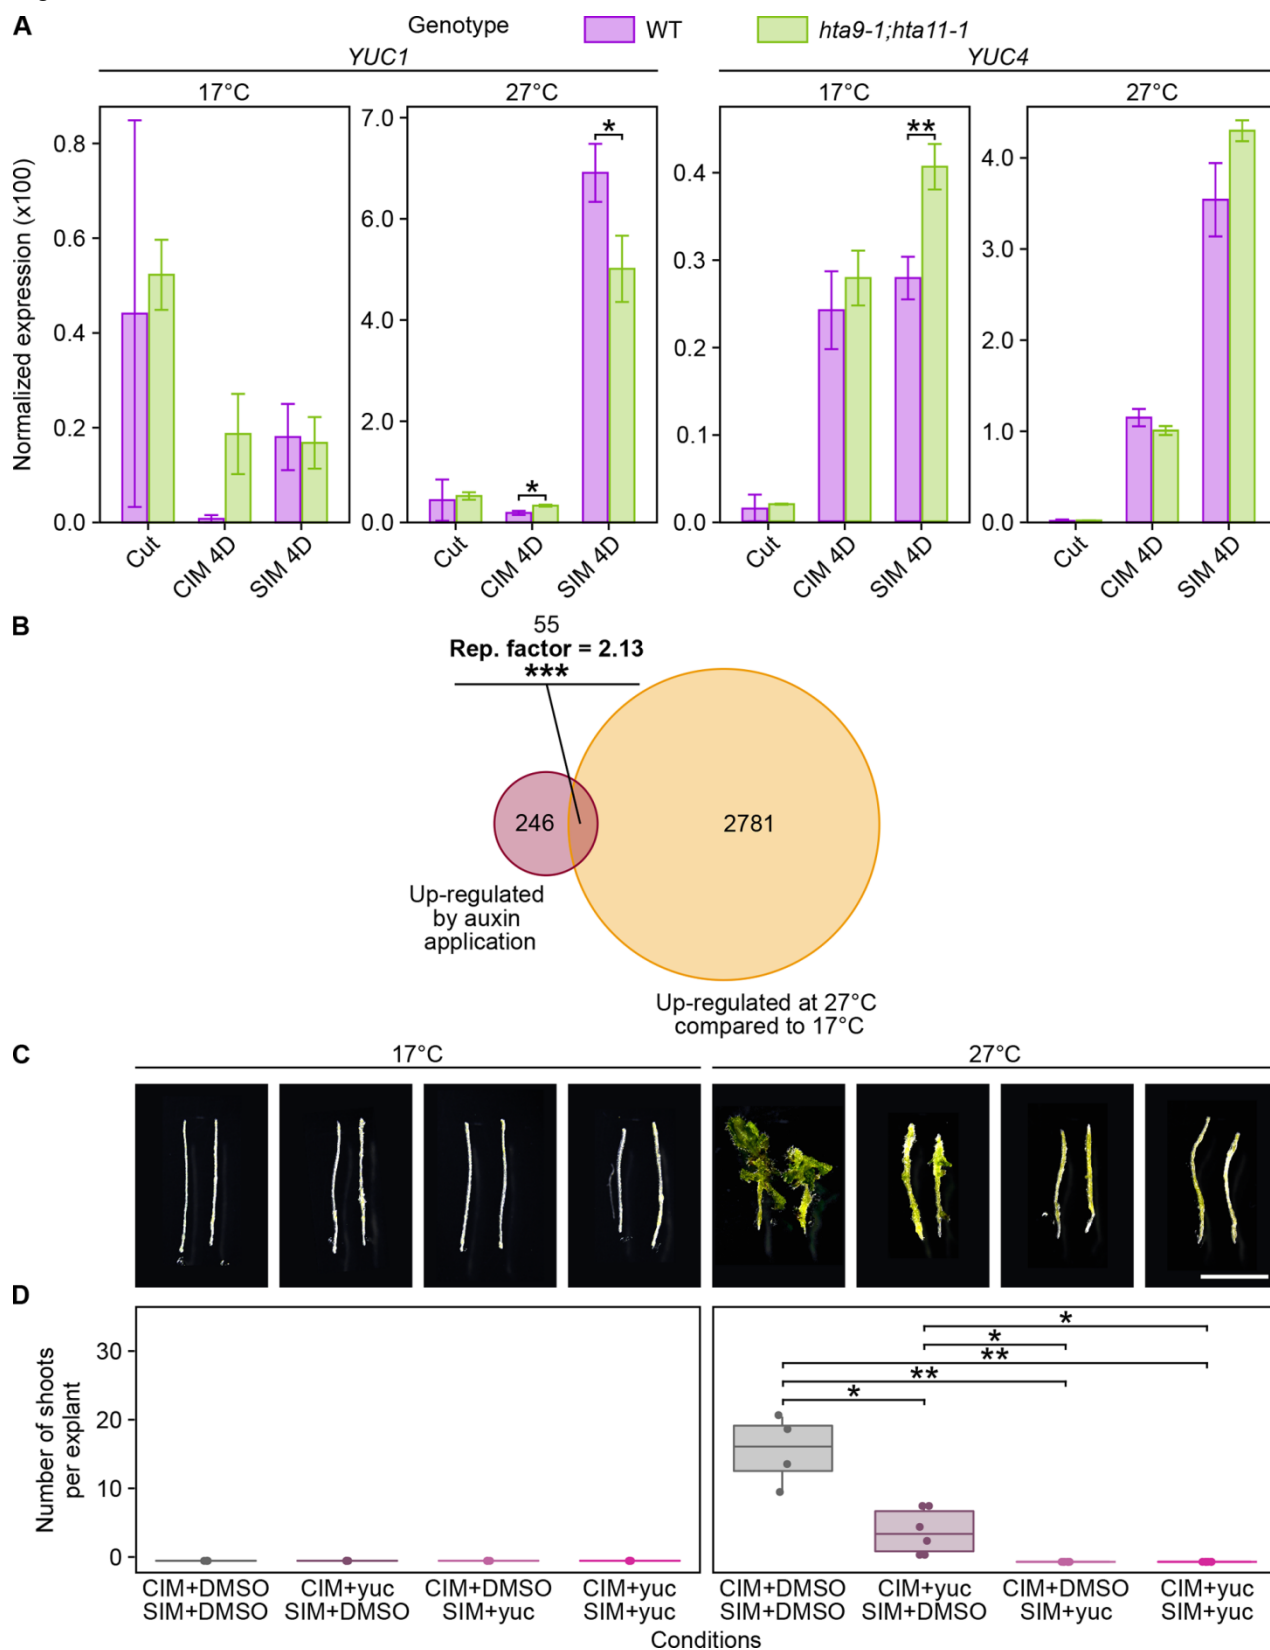 A
Genotype WT hta9-1;hta11-1
YUC1 YUC4
17°C 27°C 17°C 27°C
Normalized expression (x100)
0.8
0.6
0.4
0.2
0.0
7.0
6.0
4.0
2.0
0.0
0.4
0.3
0.2
0.1
0.0
4.0
3.0
2.0
1.0
0.0
* * **
Cut CIM 4D SIM 4D Cut CIM 4D SIM 4D Cut CIM 4D SIM 4D Cut CIM 4D SIM 4D
B
55
Rep. factor = 2.13
***
246 2781
Up-regulated
by auxin
application
Up-regulated at 27°C
compared to 17°C
C
17°C 27°C
D
Number of shoots
per explant
30
20
10
0
*
*
**
**
*
CIM+DMSO CIM+yuc CIM+DMSO CIM+yuc CIM+DMSO CIM+yuc CIM+DMSO CIM+yuc
SIM+DMSO SIM+DMSO SIM+yuc SIM+yuc SIM+DMSO SIM+DMSO SIM+yuc SIM+yuc
Conditions